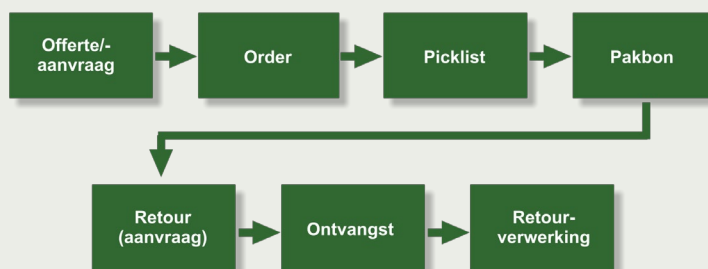 Offerte/-
aanvraag
Order
Picklist
Pakbon
Retour
(aanvraag)
Ontvangst
Retour-
verwerking